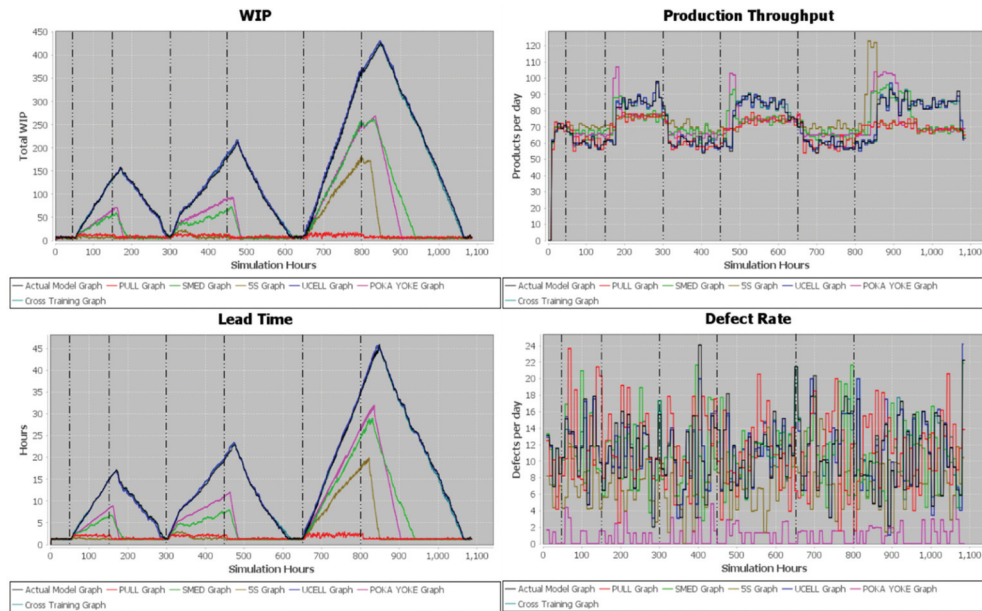 WIP
Total WIP
450
400
350
300
250
200
150
100
50
0
0 100 200 300 400 500 600 700 800 900 1,000 1,100
Simulation Hours
Actual Model Graph PULL Graph SMED Graph 5S Graph UCELL Graph POKA YOKE Graph
Cross Training Graph
Production Throughput
Products per day
120
110
100
90
80
70
60
50
40
30
20
10
0
0 100 200 300 400 500 600 700 800 900 1,000 1,100
Simulation Hours
Actual Model Graph PULL Graph SMED Graph 5S Graph UCELL Graph POKA YOKE Graph
Cross Training Graph
Lead Time
Hours
45
40
35
30
25
20
15
10
5
0
0 100 200 300 400 500 600 700 800 900 1,000 1,100
Simulation Hours
Actual Model Graph PULL Graph SMED Graph 5S Graph UCELL Graph POKA YOKE Graph
Cross Training Graph
Defect Rate
Defects per day
24
22
20
18
16
14
12
10
8
6
4
2
0
0 100 200 300 400 500 600 700 800 900 1,000 1,100
Simulation Hours
Actual Model Graph PULL Graph SMED Graph 5S Graph UCELL Graph POKA YOKE Graph
Cross Training Graph